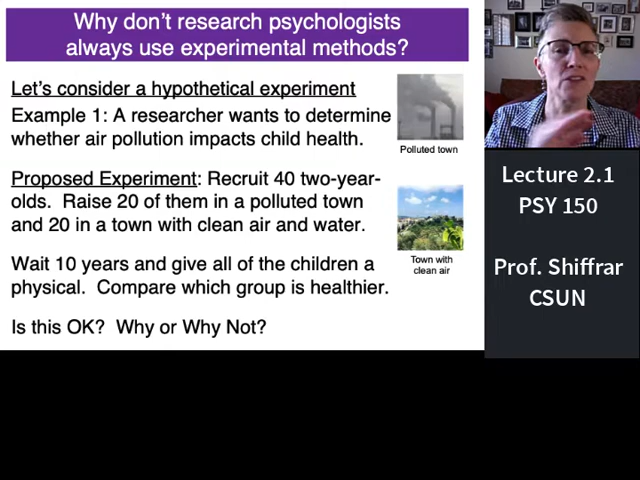 Why don't research psychologists
always use experimental methods?
Let's consider a hypothetical experiment
Example 1: A researcher wants to determine
whether air pollution impacts child health.
Polluted town
Proposed Experiment: Recruit 40 two-year-
olds. Raise 20 of them in a polluted town
and 20 in a town with clean air and water.
Town with
clean air
Wait 10 years and give all of the children a
physical. Compare which group is healthier.
Is this OK? Why or Why Not?
Lecture 2.1
PSY 150
Prof. Shiffrar
CSUN